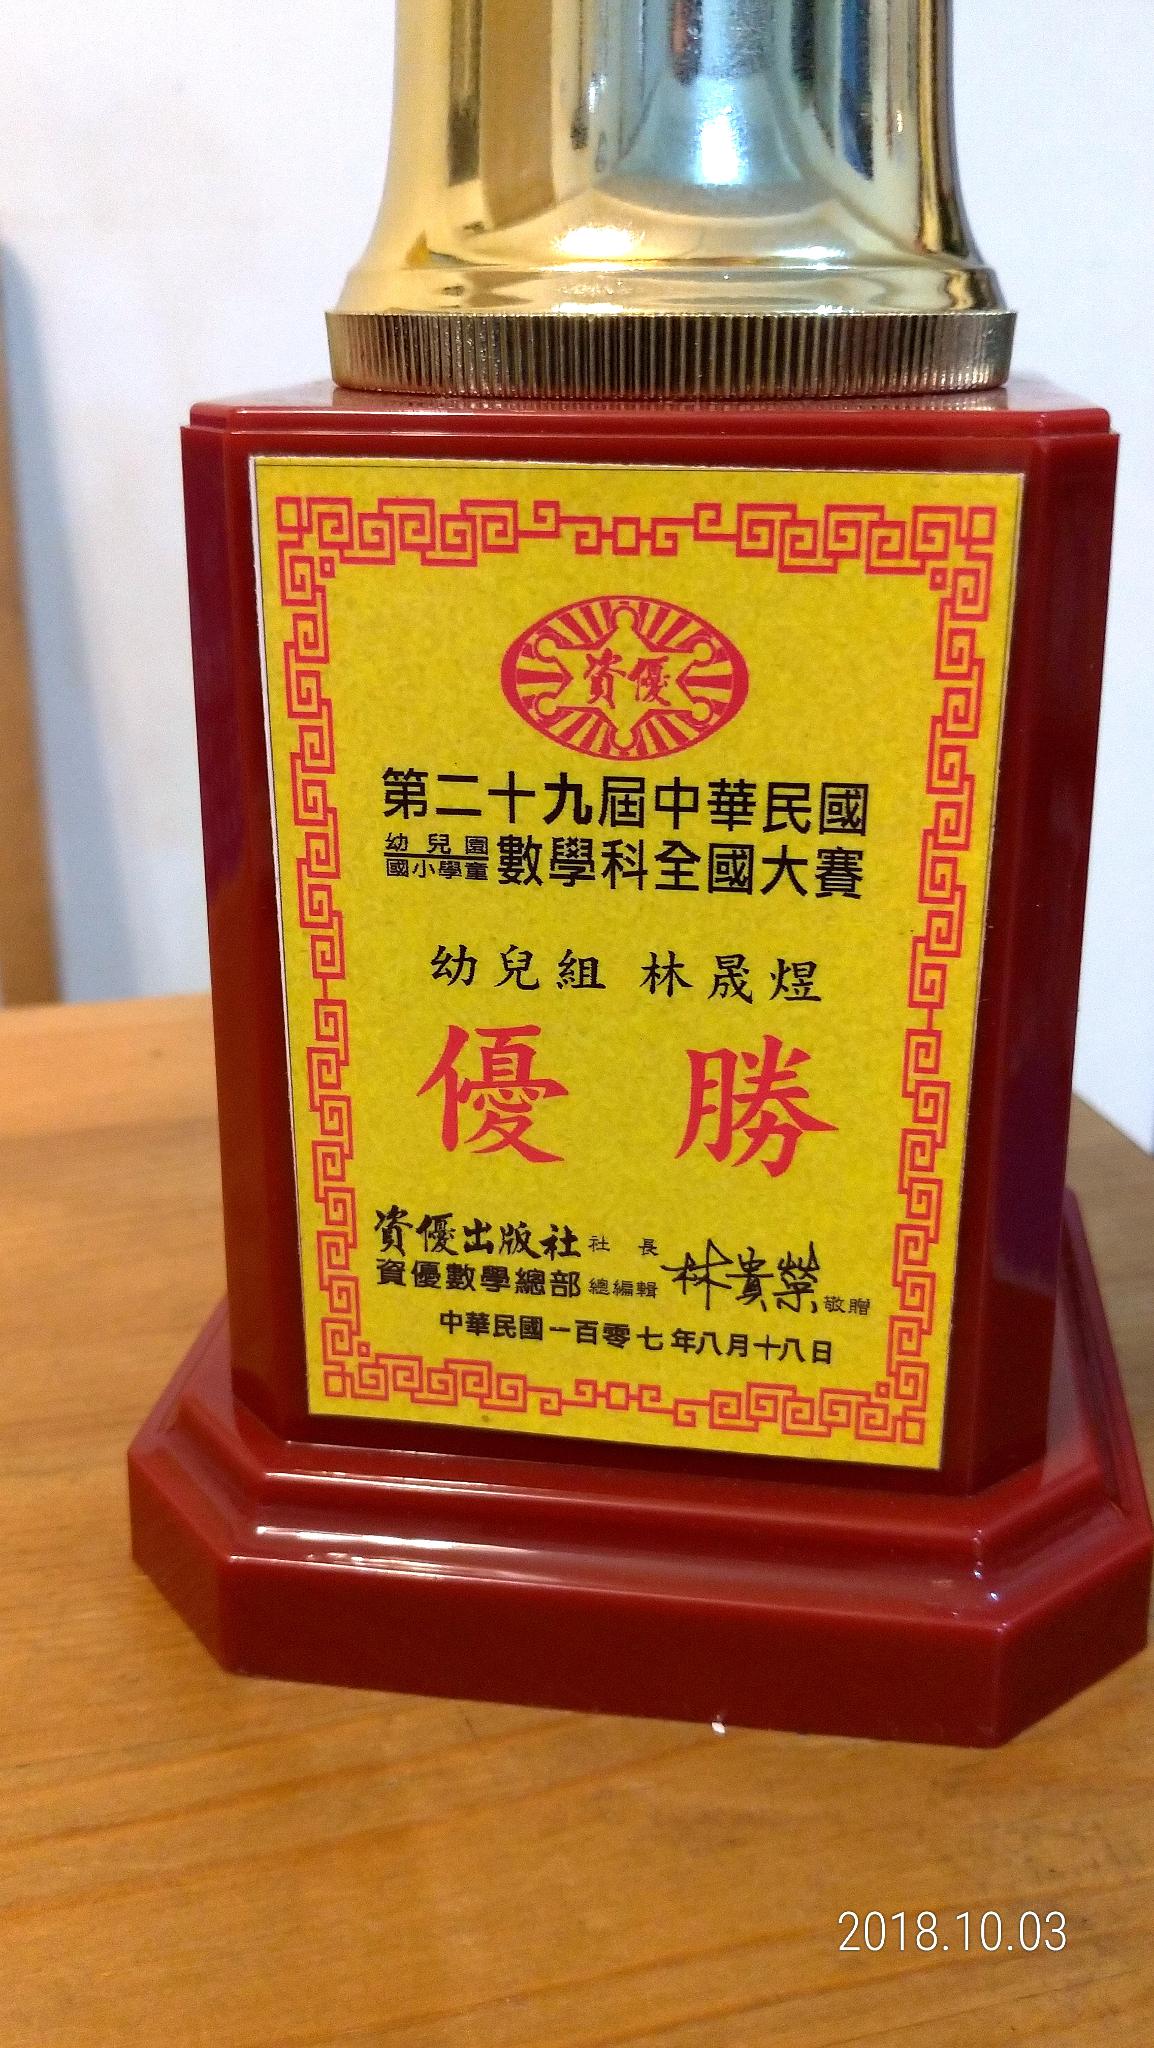 資優
第二十九屆中華民國
幼兒園
國小學童
數學科全國大賽
幼兒組 林晟煜
優勝
資優出版社 社長
資優數學總部 總編輯
林貴榮 敬贈
中華民國一百零七年八月十八日
2018.10.03